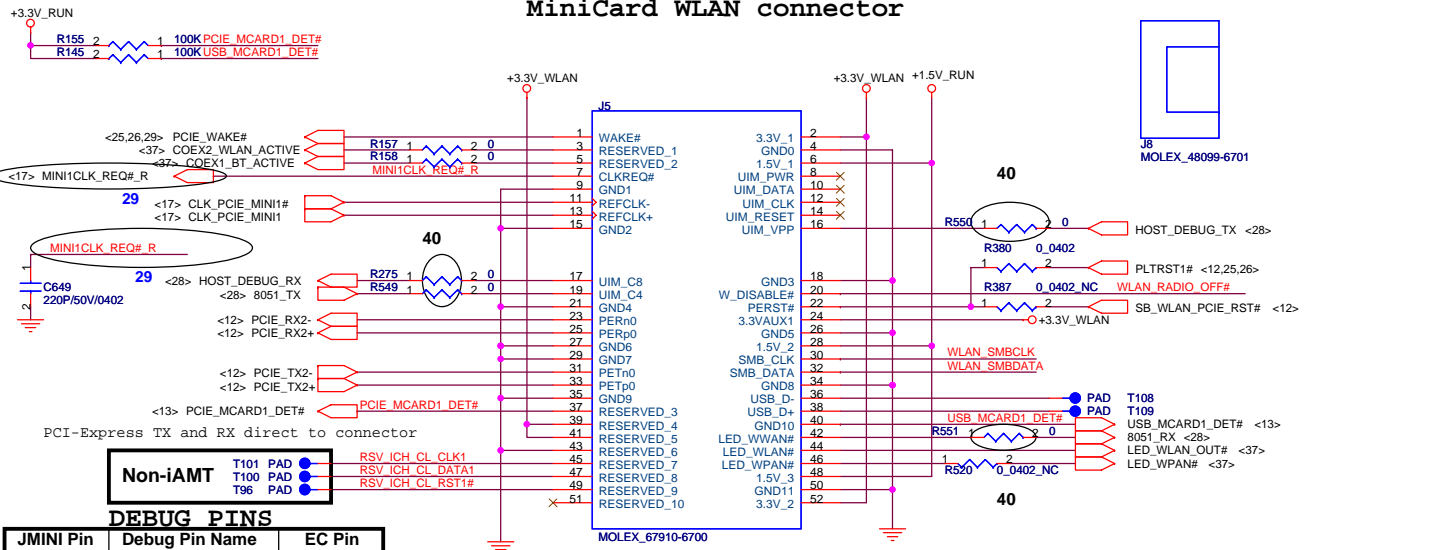 MiniCard WLAN connector
+3.3V_RUN
R155 2 1 100K PCIE_MCARD1_DET#
R145 2 1 100K USB_MCARD1_DET#
+3.3V_WLAN
+3.3V_WLAN
+1.5V_RUN
J8
MOLEX_48099-6701
J5
<25,26,29> PCIE_WAKE#
<37> COEX2_WLAN_ACTIVE
R157 1 2 0
<37> COEX1_BT_ACTIVE
R158 1 2 0
MINI1CLK_REQ#_R
<17> MINI1CLK_REQ#_R
29
<17> CLK_PCIE_MINI1#
<17> CLK_PCIE_MINI1
MINI1CLK_REQ#_R
29
1
C649
220P/50V/0402
2
40
<28> HOST_DEBUG_RX
R275 1 2 0
<28> 8051_TX
R549 1 2 0
<12> PCIE_RX2-
<12> PCIE_RX2+
<12> PCIE_TX2-
<12> PCIE_TX2+
<13> PCIE_MCARD1_DET#
PCIE_MCARD1_DET#
PCI-Express TX and RX direct to connector
Non-iAMT
T101 PAD RSV_ICH_CL_CLK1
T100 PAD RSV_ICH_CL_DATA1
T96 PAD RSV_ICH_CL_RST1#
1 WAKE#
3 RESERVED_1
5 RESERVED_2
7 CLKREQ#
9 GND1
11 REFCLK-
13 REFCLK+
15 GND2
17 UIM_C8
19 UIM_C4
21 GND4
23 PERn0
25 PERp0
27 GND6
29 GND7
31 PETn0
33 PETp0
35 GND9
37 RESERVED_3
39 RESERVED_4
41 RESERVED_5
43 RESERVED_6
45 RESERVED_7
47 RESERVED_8
49 RESERVED_9
51 RESERVED_10
3.3V_1 2
GND0 4
1.5V_1 6
UIM_PWR 8
UIM_DATA 10
UIM_CLK 12
UIM_RESET 14
UIM_VPP 16
GND3 18
W_DISABLE# 20
PERST# 22
3.3VAUX1 24
GND5 26
1.5V_2 28
SMB_CLK 30
SMB_DATA 32
GND8 34
USB_D- 36
USB_D+ 38
GND10 40
LED_WWAN# 42
LED_WLAN# 44
LED_WPAN# 46
1.5V_3 48
GND11 50
3.3V_2 52
MOLEX_67910-6700
40
R550 1 2 0
HOST_DEBUG_TX <28>
R380 0_0402
1 2
PLTRST1# <12,25,26>
R387 0_0402_NC
WLAN_RADIO_OFF#
1 2
SB_WLAN_PCIE_RST# <12>
+3.3V_WLAN
WLAN_SMBCLK
WLAN_SMBDATA
PAD T108
PAD T109
USB_MCARD1_DET#
USB_MCARD1_DET# <13>
R551 1 2 0
8051_RX <28>
LED_WLAN_OUT# <37>
1 2
LED_WPAN# <37>
R520 0_0402_NC
40
DEBUG PINS
JMINI Pin Debug Pin Name EC Pin